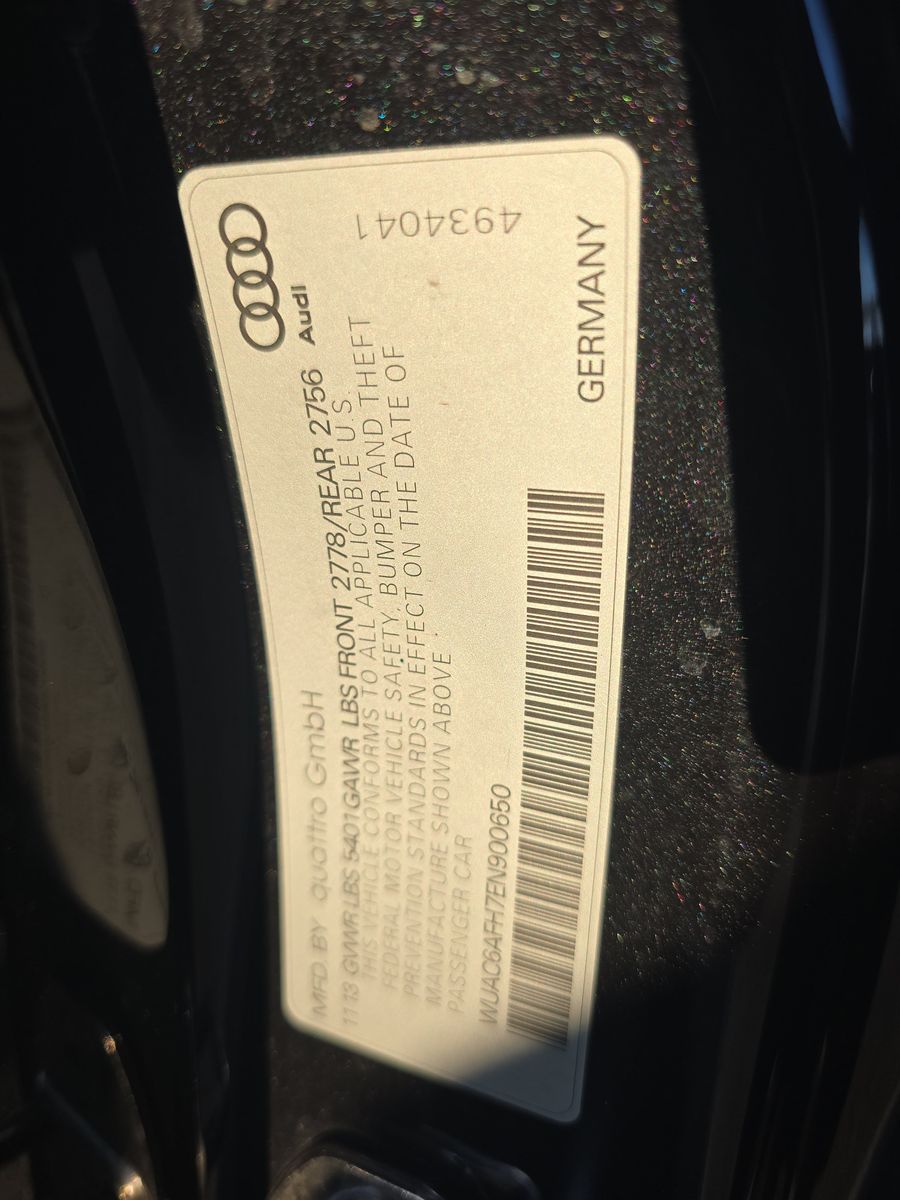 MFD. BY quattro GmbH
11 13 GVWR LBS 5401 GAWR LBS FRONT 2778/REAR 2756
THIS VEHICLE CONFORMS TO ALL APPLICABLE U.S.
FEDERAL MOTOR VEHICLE SAFETY, BUMPER AND THEFT
PREVENTION STANDARDS IN EFFECT ON THE DATE OF
MANUFACTURE SHOWN ABOVE
PASSENGER CAR
WUAC6AFH7EN900650
Audi
4934041
GERMANY